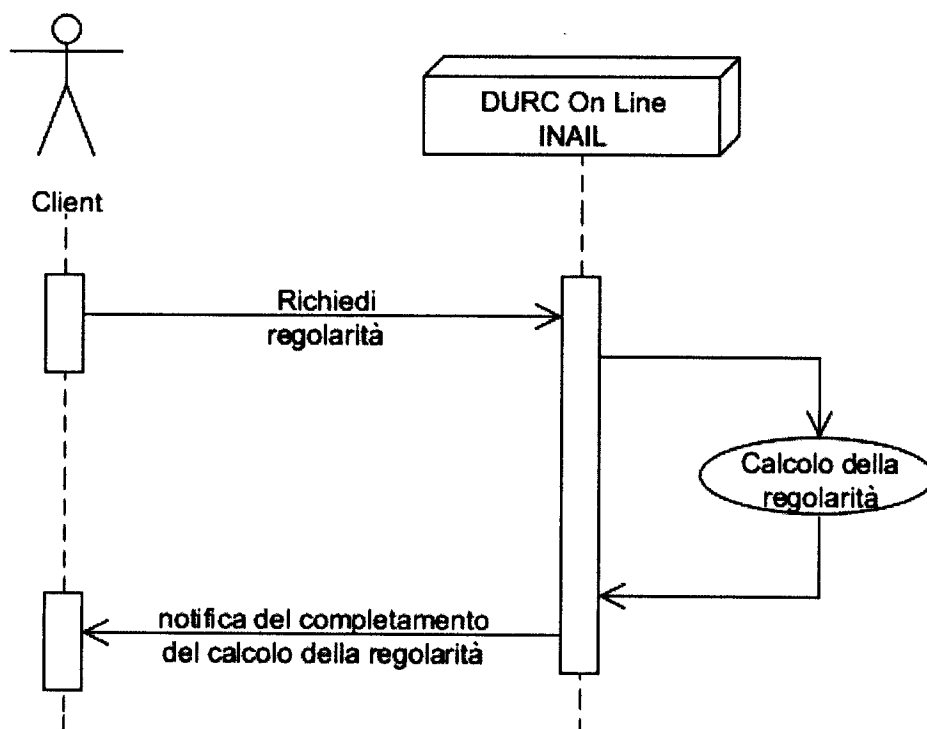 DURC On Line
INAIL
Client
Richiedi
regolarità
Calcolo della
regolarità
notifica del completamento
del calcolo della regolarità